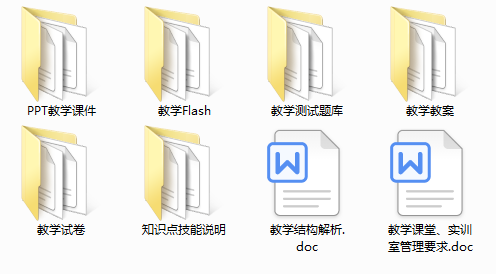 PPT教学课件
教学Flash
教学测试题库
教学教案
教学试卷
知识点技能说明
教学结构解析.
doc
教学课堂、实训
室管理要求.doc